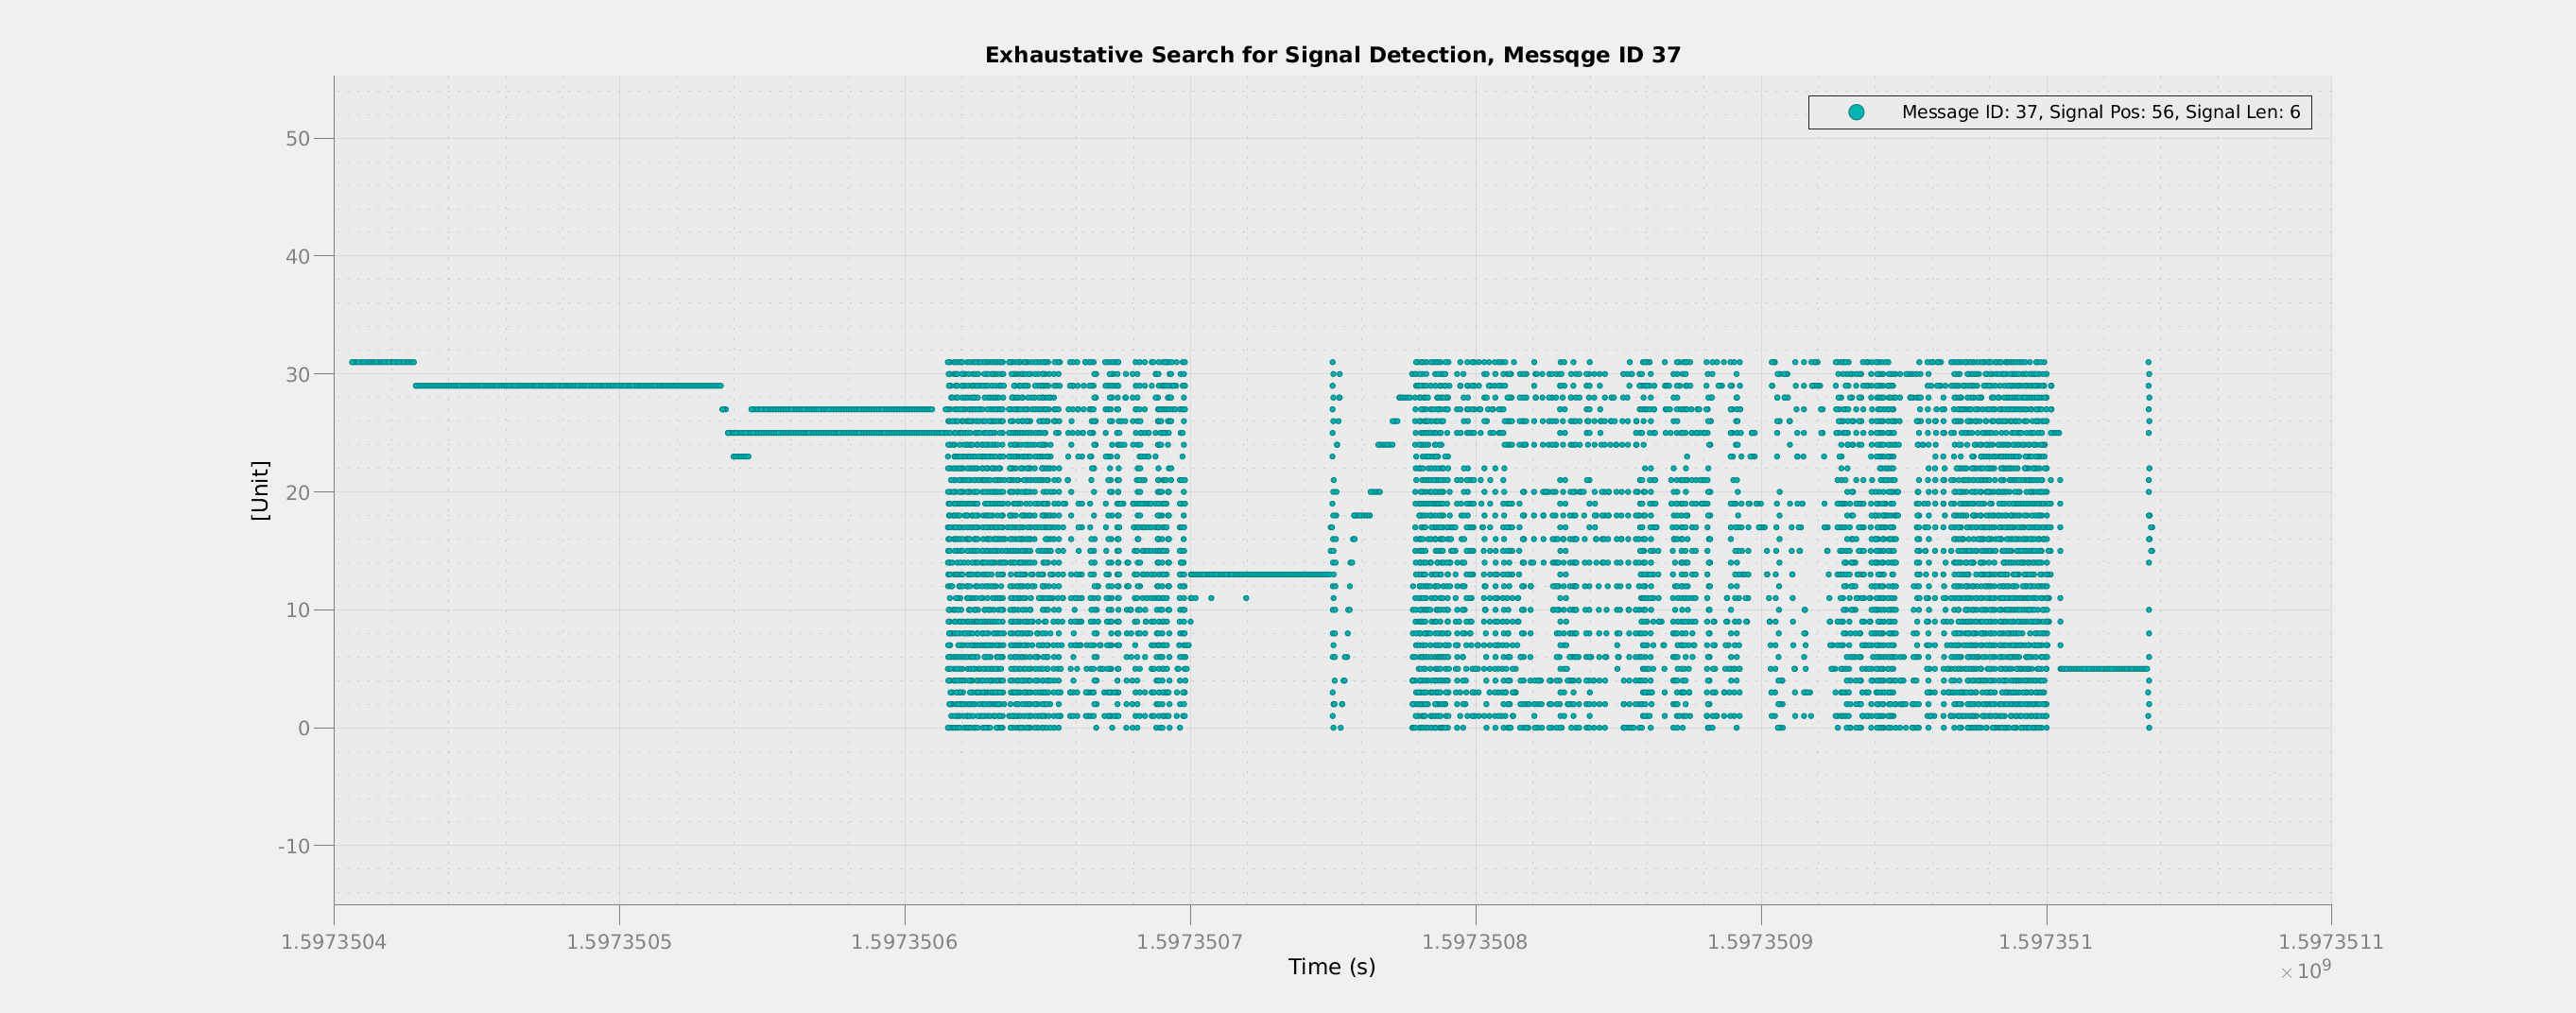 Exhaustative Search for Signal Detection, Messqge ID 37
Message ID: 37, Signal Pos: 56, Signal Len: 6
50
40
30
20
10
0
-10
[Unit]
1.5973504 1.5973505 1.5973506 1.5973507 1.5973508 1.5973509 1.597351 1.5973511
Time (s)
× 10⁹